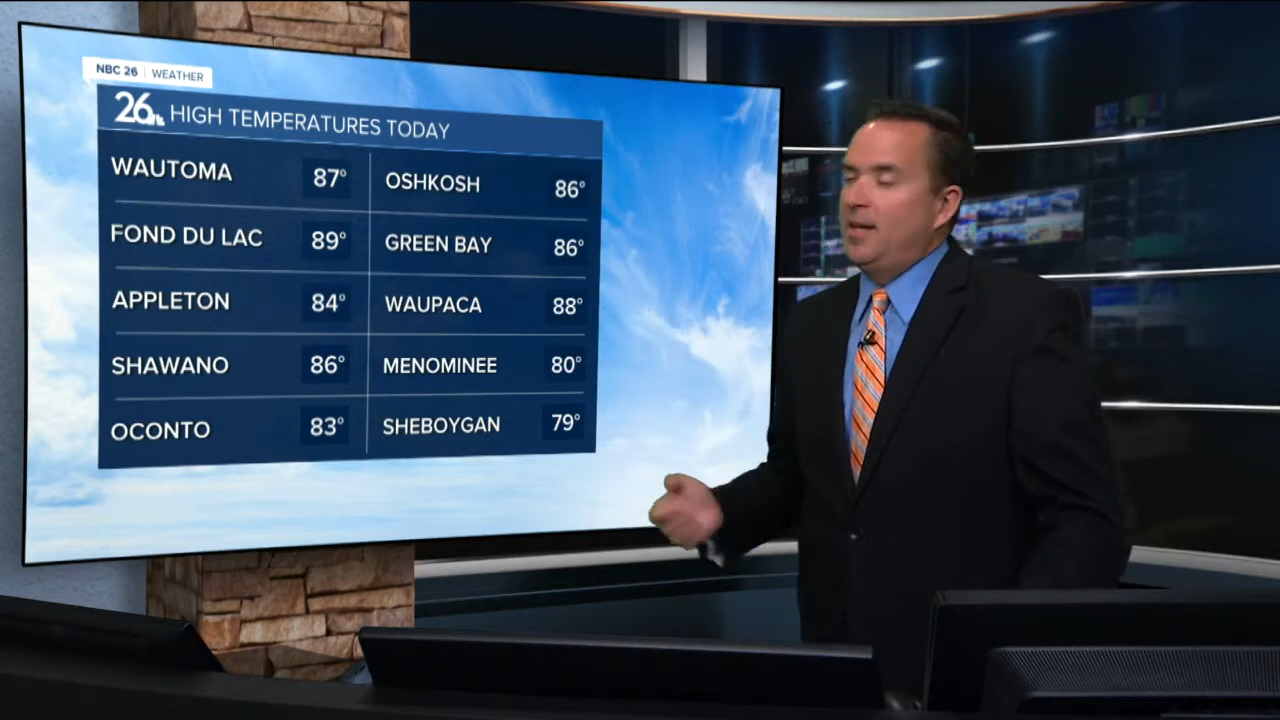 NBC 26 | WEATHER
26 HIGH TEMPERATURES TODAY
WAUTOMA 87°
FOND DU LAC 89°
APPLETON 84°
SHAWANO 86°
OCONTO 83°
OSHKOSH 86°
GREEN BAY 86°
WAUPACA 88°
MENOMINEE 80°
SHEBOYGAN 79°